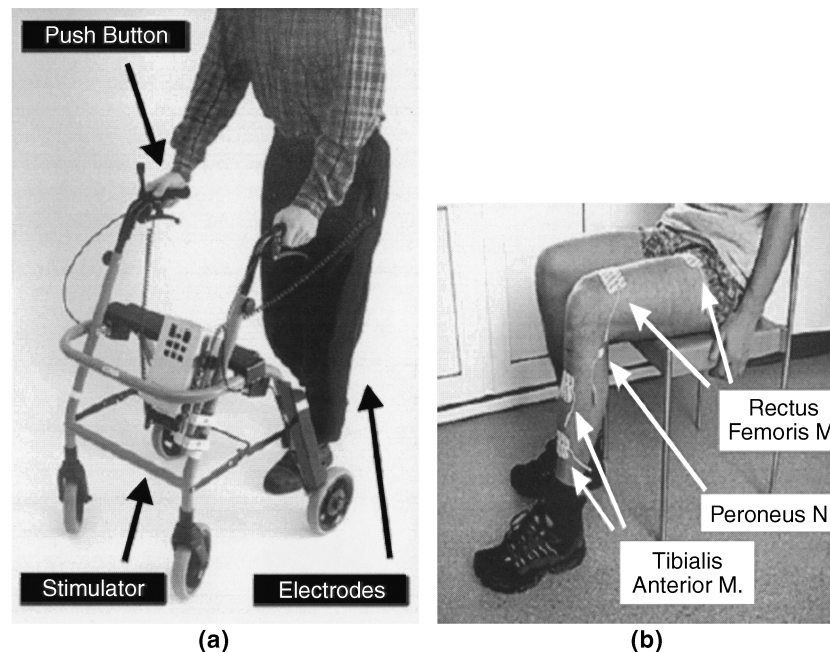 Push Button
Stimulator
Electrodes
(a)
Rectus
Femoris M
Peroneus N
Tibialis
Anterior M.
(b)